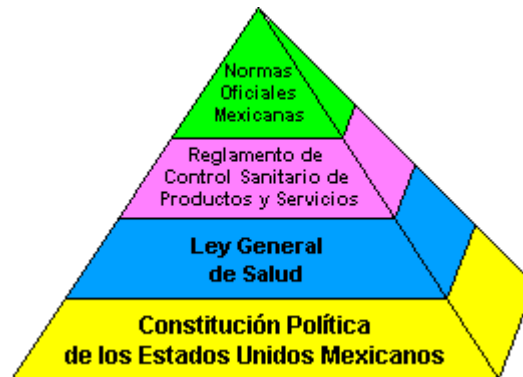 Normas
Oficiales
Mexicanas
Reglamento de
Control Sanitario de
Productos y Servicios
Ley General
de Salud
Constitución Política
de los Estados Unidos Mexicanos